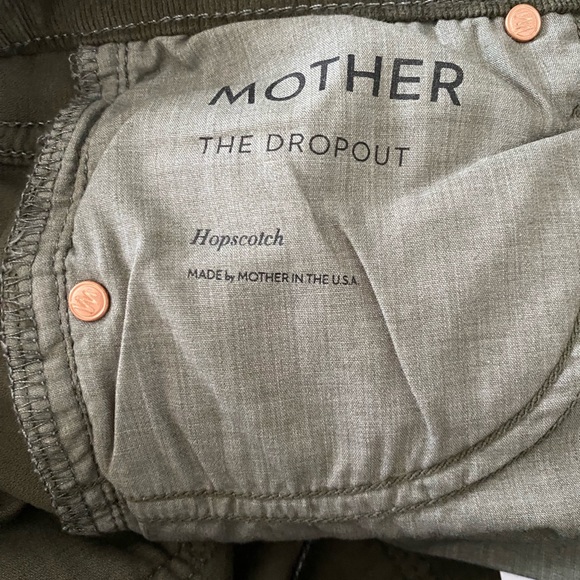 MOTHER
THE DROPOUT
Hopscotch
MADE by MOTHER IN THE U.S.A.